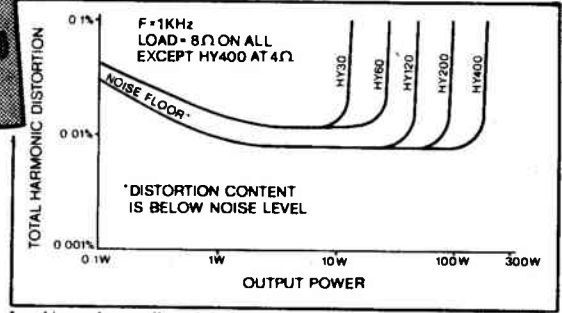 TOTAL HARMONIC DISTORTION
0.1%
0.01%
0.001%
F=1KHz
LOAD=8Ω ON ALL
EXCEPT HY400 AT 4Ω
NOISE FLOOR*
HY30
HY60
HY120
HY200
HY400
*DISTORTION CONTENT
IS BELOW NOISE LEVEL
0.1W
1W
10W
100W
300W
OUTPUT POWER